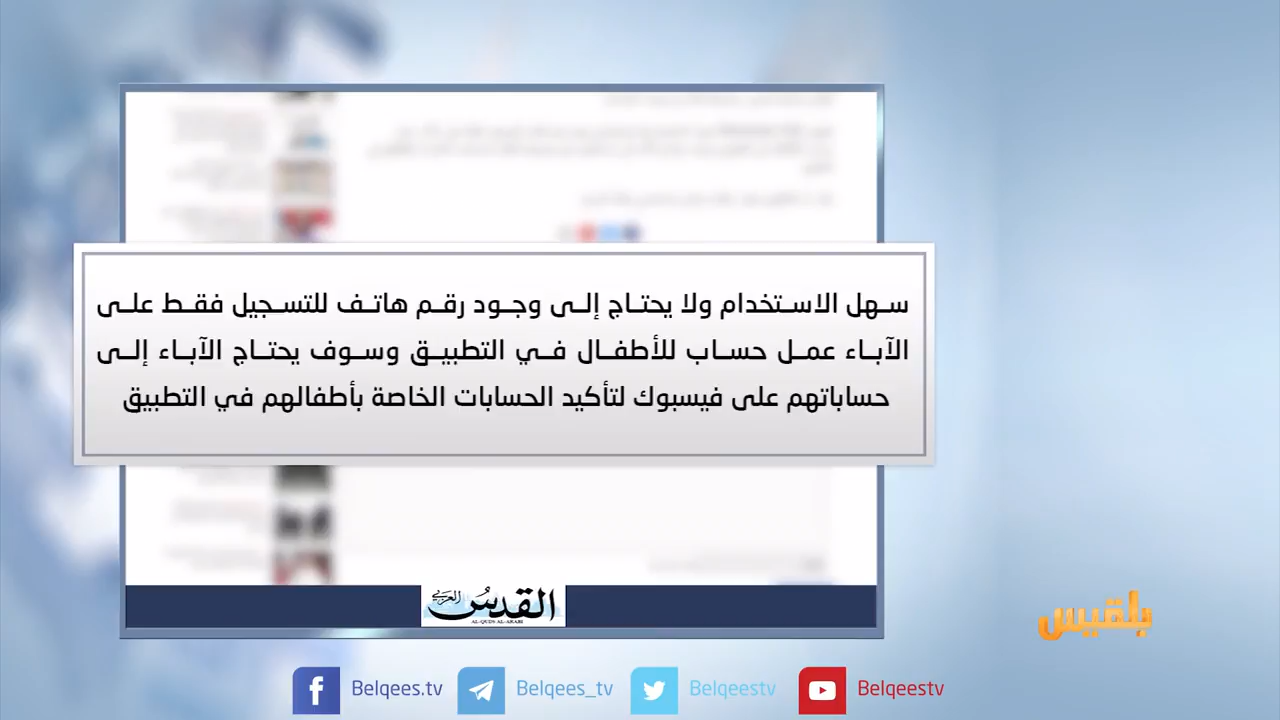 سهل الاستخدام ولا يحتاج إلى وجود رقم هاتف للتسجيل فقط على
الآباء عمل حساب للأطفال في التطبيق وسوف يحتاج الآباء إلى
حساباتهم على فيسبوك لتأكيد الحسابات الخاصة بأطفالهم في التطبيق
القدس العربي
AL-QUDS AL-ARABI
بلقيس
Belqees.tv
Belqees_tv
Belqeestv
Belqeestv